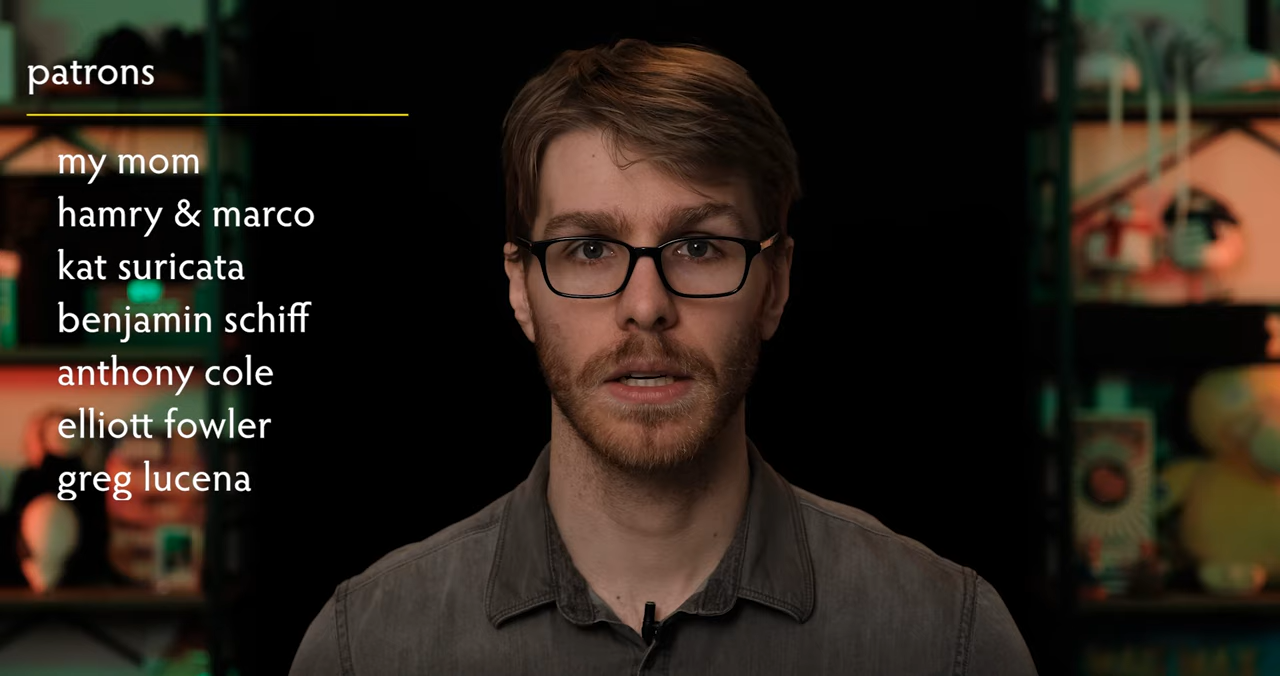 patrons
my mom
hamry & marco
kat suricata
benjamin schiff
anthony cole
elliott fowler
greg lucena